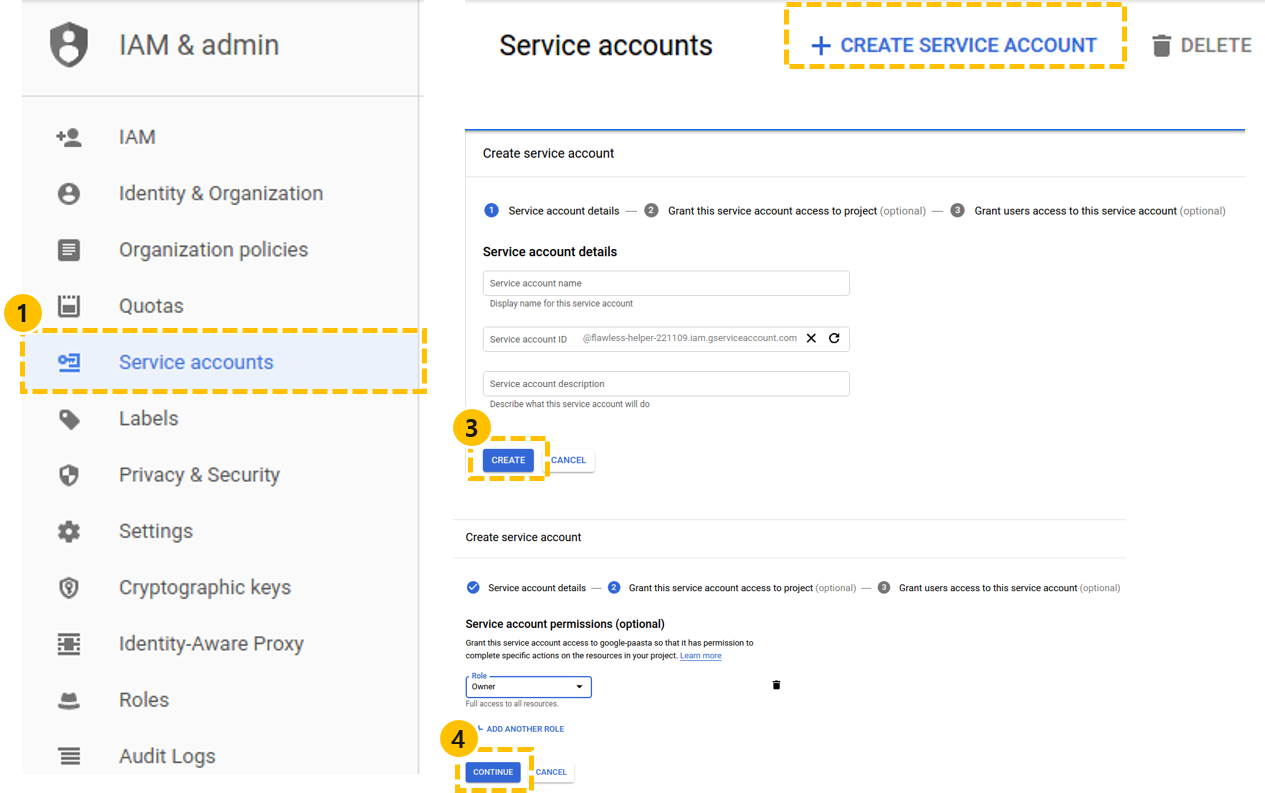 IAM & admin
IAM
Identity & Organization
Organization policies
Quotas
1
Service accounts
Labels
Privacy & Security
Settings
Cryptographic keys
Identity-Aware Proxy
Roles
Audit Logs
Service accounts
+ CREATE SERVICE ACCOUNT
DELETE
Create service account
1 Service account details — 2 Grant this service account access to project (optional) — 3 Grant users access to this service account (optional)
Service account details
Service account name
Display name for this service account
Service account ID @flawless-helper-221109.iam.gserviceaccount.com
Service account description
Describe what this service account will do
3
CREATE CANCEL
Create service account
Service account details — 2 Grant this service account access to project (optional) — 3 Grant users access to this service account (optional)
Service account permissions (optional)
Grant this service account access to google-paasta so that it has permission to
complete specific actions on the resources in your project. Learn more
Role
Owner
Full access to all resources.
ADD ANOTHER ROLE
4
CONTINUE CANCEL